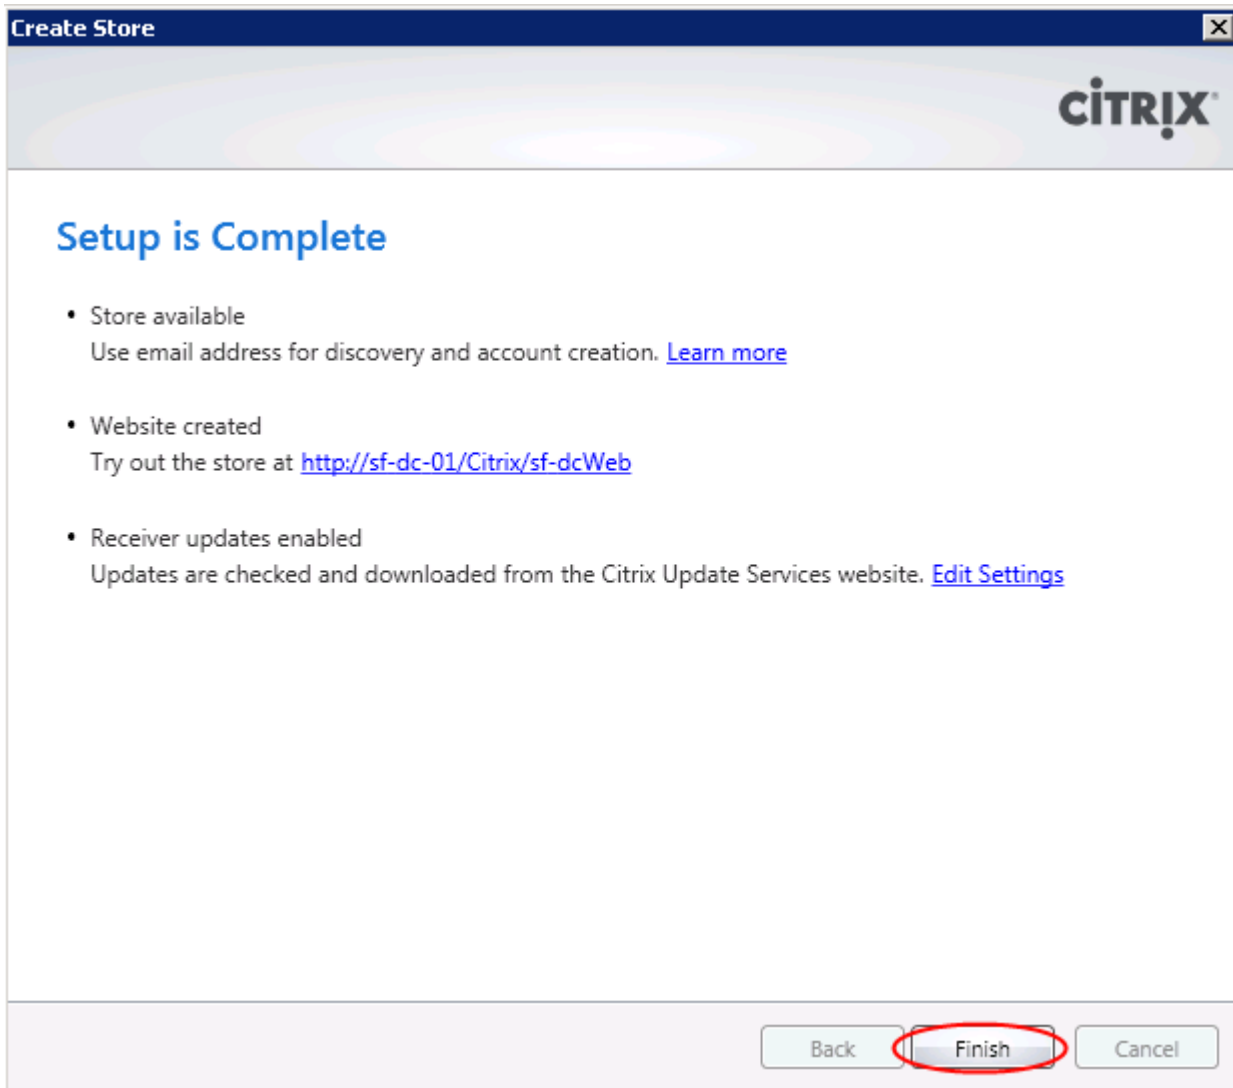 Create Store
CİTRIX
Setup is Complete
• Store available
Use email address for discovery and account creation. Learn more
• Website created
Try out the store at http://sf-dc-01/Citrix/sf-dcWeb
• Receiver updates enabled
Updates are checked and downloaded from the Citrix Update Services website. Edit Settings
Back Finish Cancel